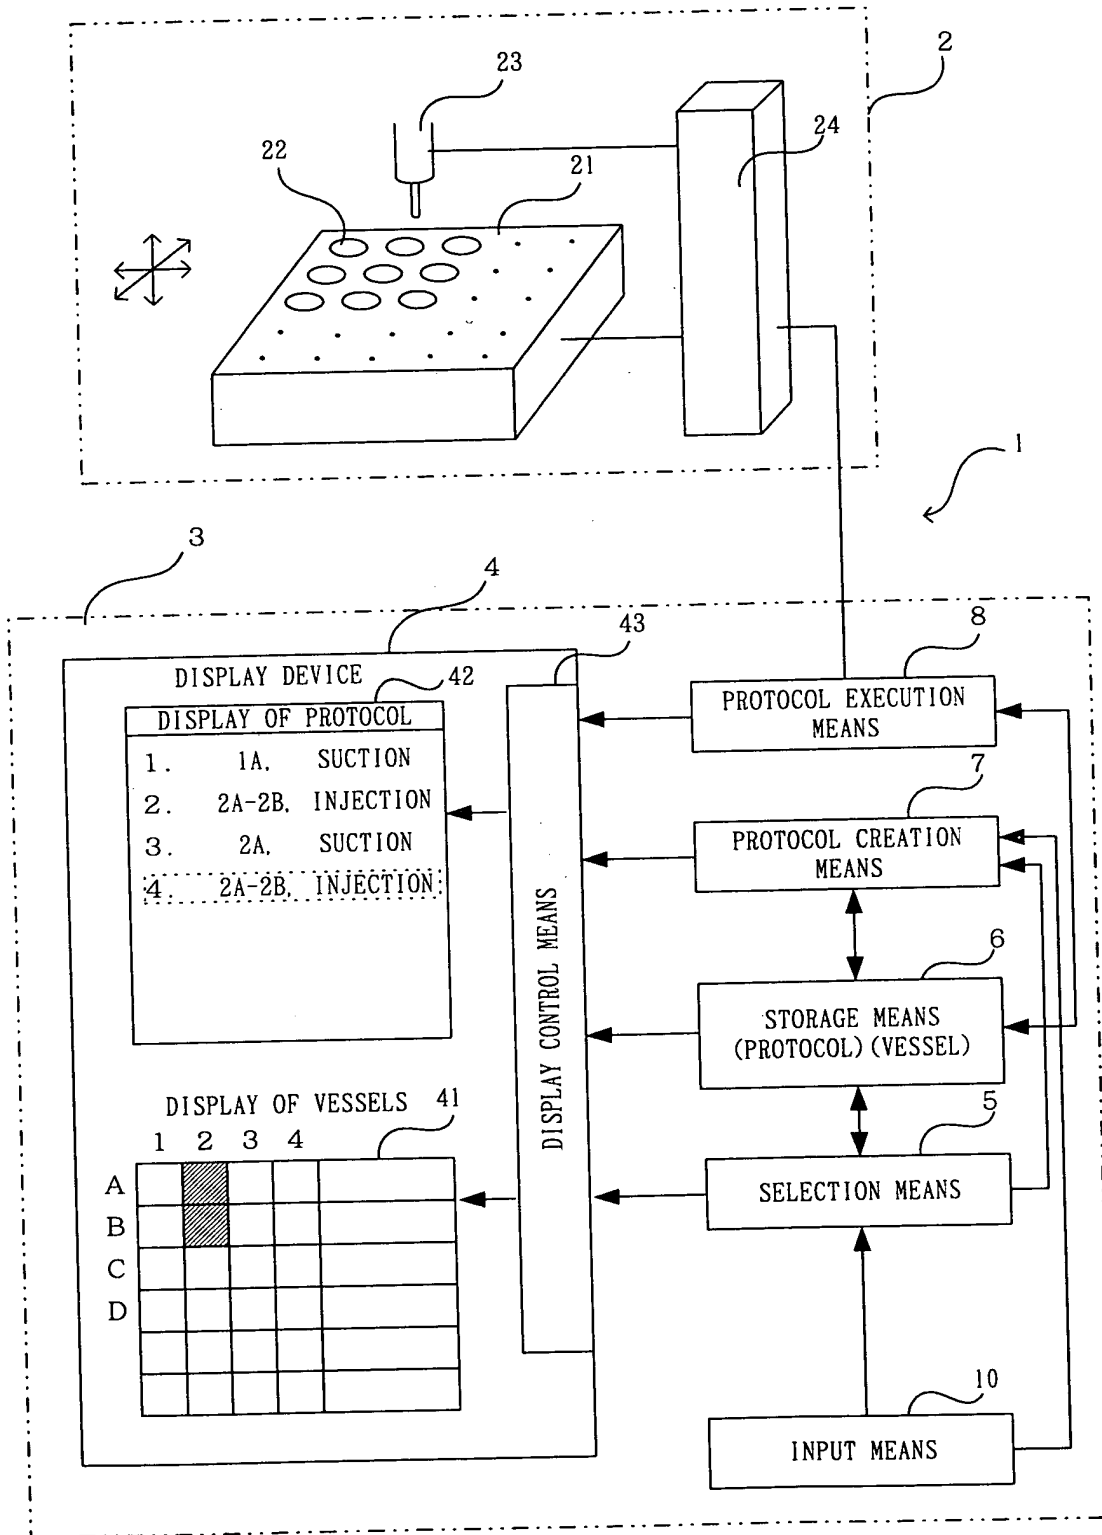 2
23
24
22
21
1
3
4
43
8
DISPLAY DEVICE
42
PROTOCOL EXECUTION
MEANS
DISPLAY OF PROTOCOL
1. 1A, SUCTION
2. 2A-2B, INJECTION
3. 2A, SUCTION
4. 2A-2B, INJECTION
7
PROTOCOL CREATION
MEANS
DISPLAY CONTROL MEANS
6
STORAGE MEANS
(PROTOCOL)(VESSEL)
DISPLAY OF VESSELS
41
1 2 3 4
A
B
C
D
5
SELECTION MEANS
10
INPUT MEANS